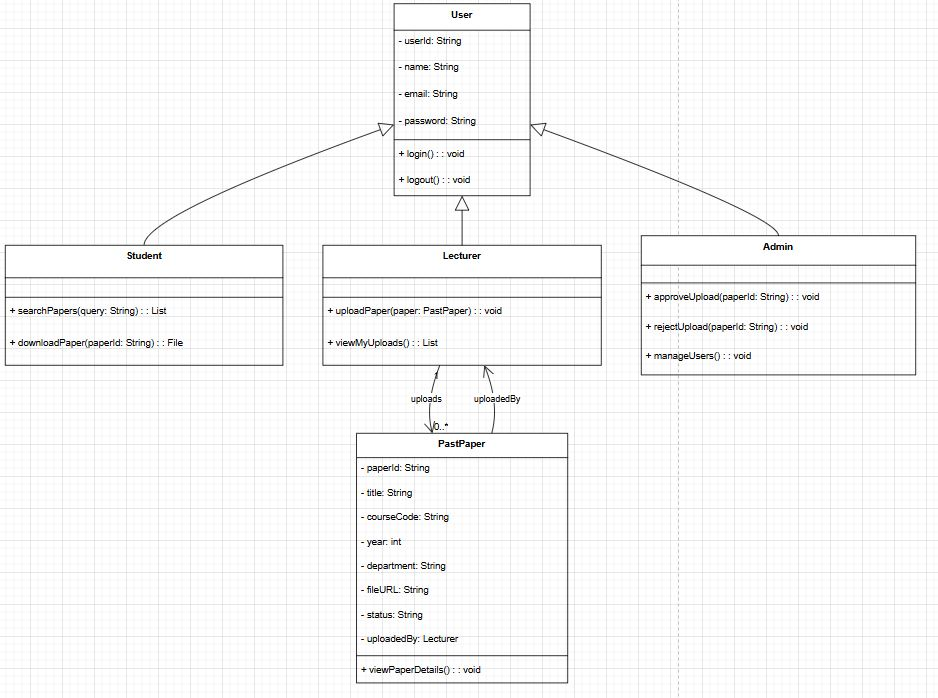 User
- userId: String
- name: String
- email: String
- password: String
+ login() : : void
+ logout() : : void
Student
+ searchPapers(query: String) : : List
+ downloadPaper(paperId: String) : : File
Lecturer
+ uploadPaper(paper: PastPaper) : : void
+ viewMyUploads() : : List
Admin
+ approveUpload(paperId: String) : : void
+ rejectUpload(paperId: String) : : void
+ manageUsers() : : void
1
uploads
uploadedBy
0..*
PastPaper
- paperId: String
- title: String
- courseCode: String
- year: int
- department: String
- fileURL: String
- status: String
- uploadedBy: Lecturer
+ viewPaperDetails() : : void